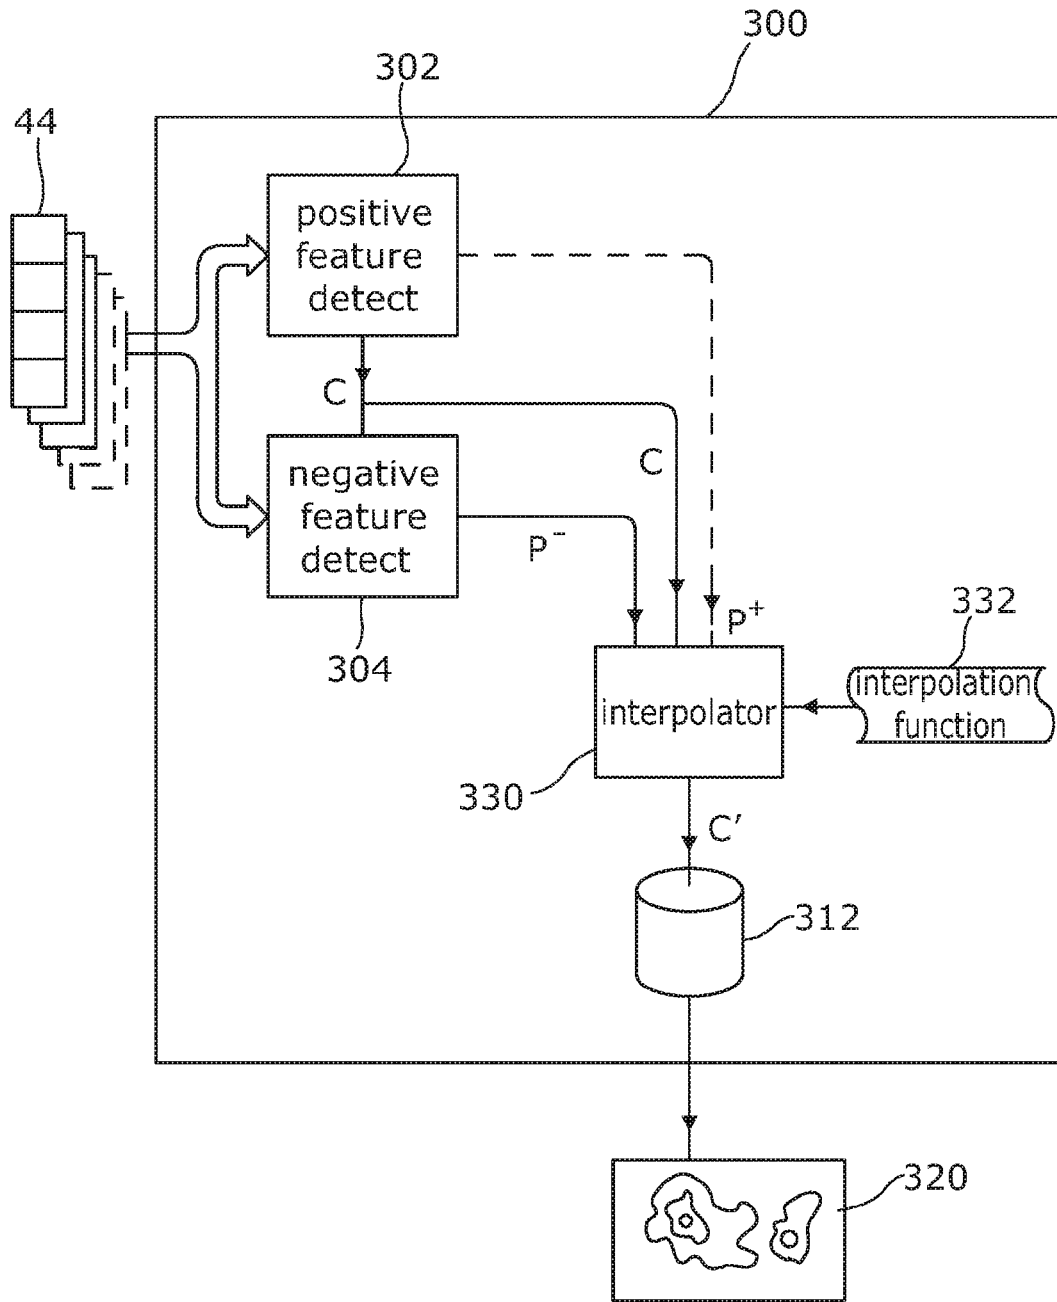 300
302
44
positive
feature
detect
C
C
negative
feature
detect
P⁻
304
P⁺
332
interpolation
function
interpolator
330
C′
312
320